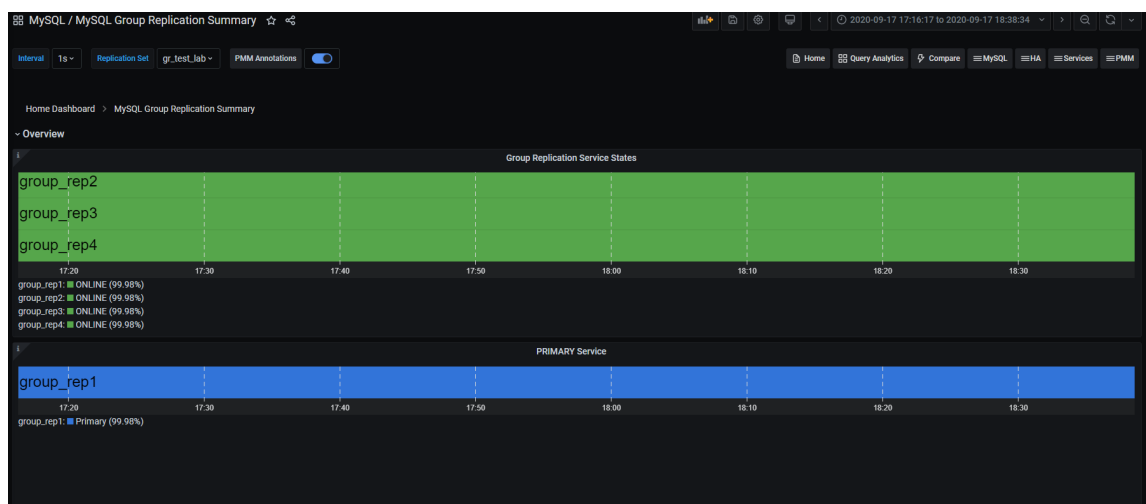 MySQL / MySQL Group Replication Summary
2020-09-17 17:16:17 to 2020-09-17 18:38:34
Interval 1s Replication Set gr_test_lab PMM Annotations
Home Query Analytics Compare MySQL HA Services PMM
Home Dashboard > MySQL Group Replication Summary
Overview
Group Replication Service States
group_rep2
group_rep3
group_rep4
17:20 17:30 17:40 17:50 18:00 18:10 18:20 18:30
group_rep1: ONLINE (99.98%)
group_rep2: ONLINE (99.98%)
group_rep3: ONLINE (99.98%)
group_rep4: ONLINE (99.98%)
PRIMARY Service
group_rep1
17:20 17:30 17:40 17:50 18:00 18:10 18:20 18:30
group_rep1: Primary (99.98%)